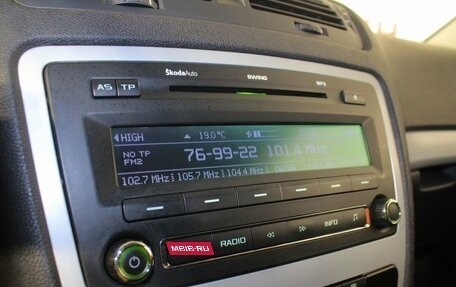 ŠkodaAuto SWING MP3
AS TP
HIGH 19.0°C
NO TP 76-99-22 101.4 MHz
FM2
102.7 MHz 105.7 MHz 104.4 MHz
MEIE-RU RADIO INFO